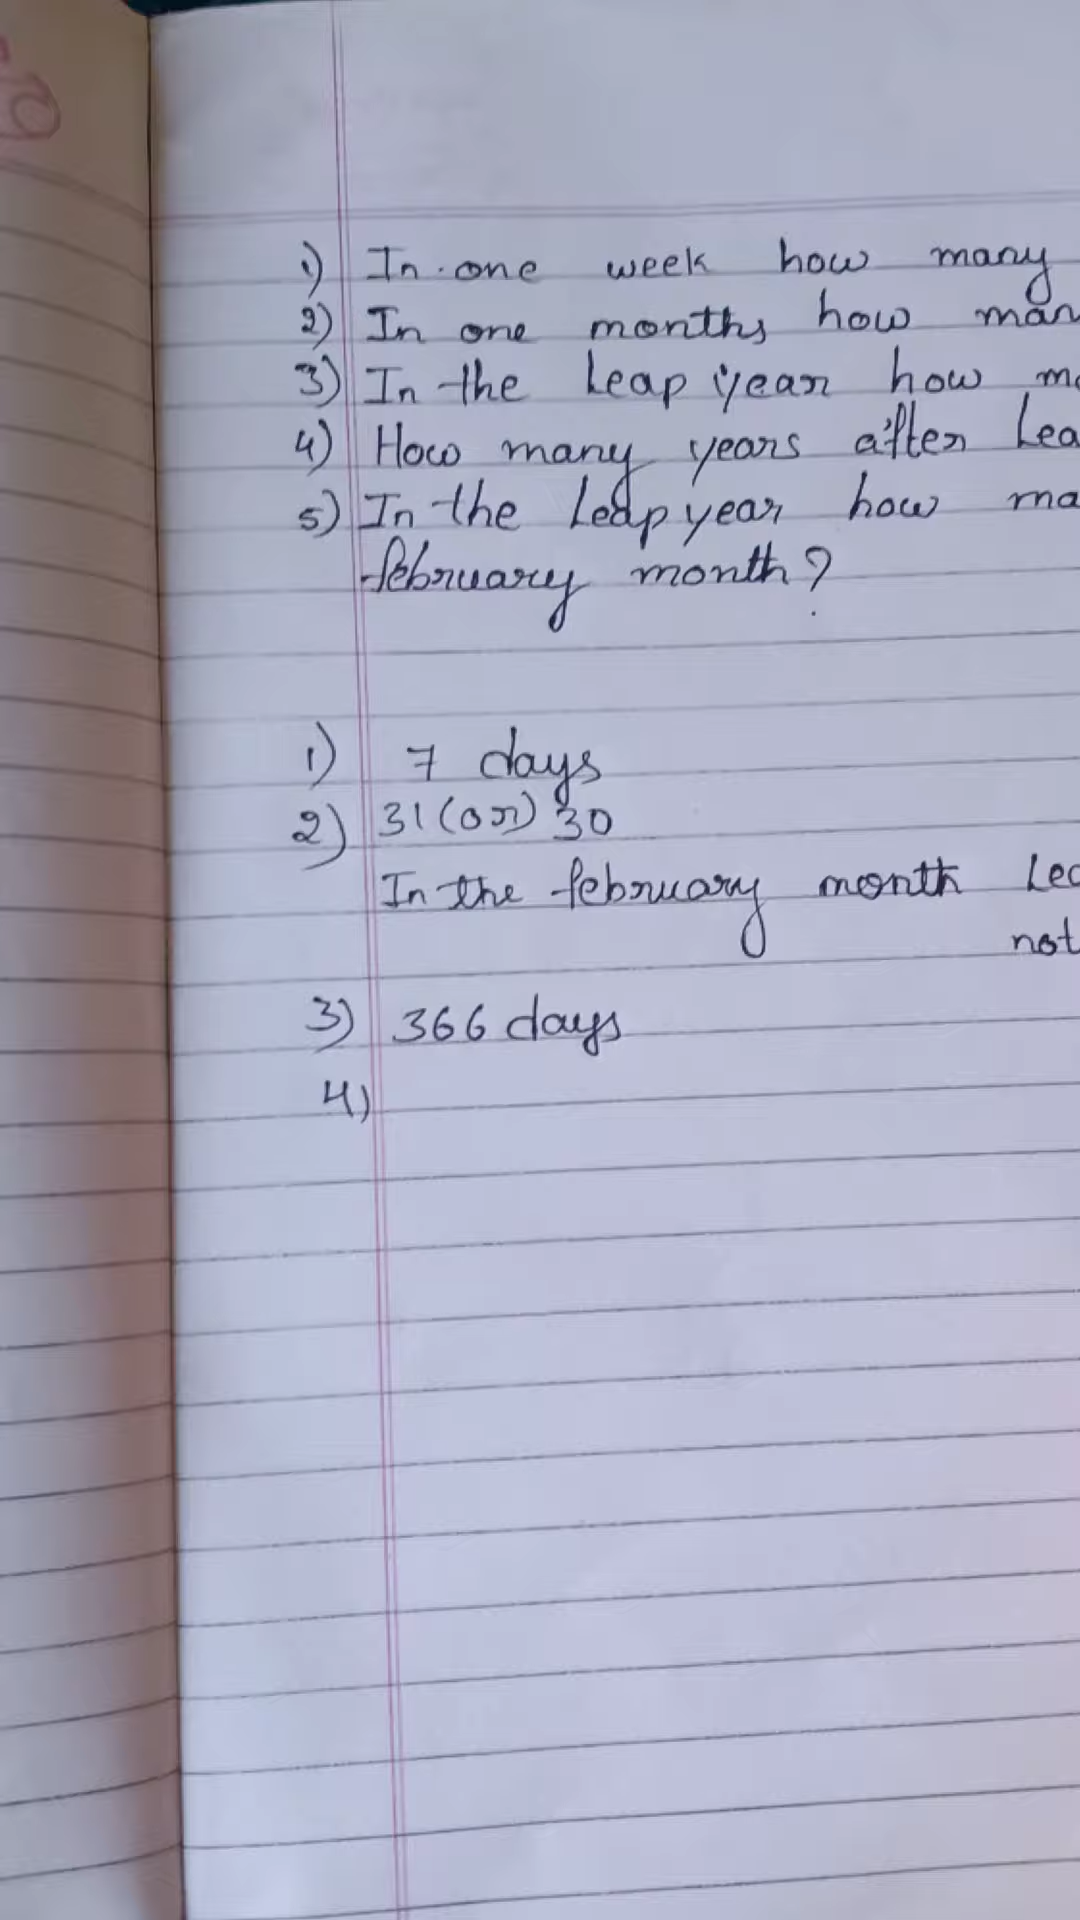 1) In one week how many
2) In one months how
3) In the Leap year how
4) How many years after
5) In the Leap year how
february month?
1) 7 days
2) 31 (or) 30
In the february month
not
3) 366 days
4)